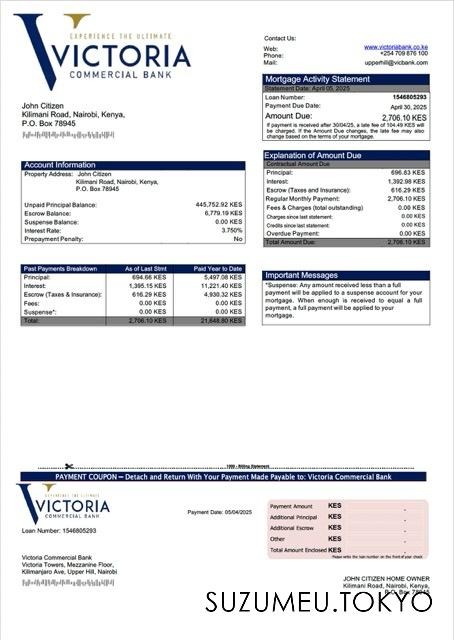 EXPERIENCE THE ULTIMATE
VICTORIA
COMMERCIAL BANK
Contact Us:
Web: www.victoriabank.co.ke
Phone: +254 709 876 100
Mail: upperhill@vicbank.com
Mortgage Activity Statement
Statement Date: April 05, 2025
Loan Number: 1546805293
Payment Due Date: April 30, 2025
Amount Due: 2,706.10 KES
If payment is received after 30/04/25, a late fee of 104.49 KES will
be charged. If the Amount Due changes, the late fee may also
change based on the terms of your mortgage.
John Citizen
Kilimani Road, Nairobi, Kenya,
P.O. Box 78945
Explanation of Amount Due
Contractual Amount Due
Principal: 696.63 KES
Interest: 1,392.98 KES
Escrow (Taxes and Insurance): 616.29 KES
Regular Monthly Payment: 2,706.10 KES
Fees & Charges (total outstanding) 0.00 KES
Charges since last statement: 0.00 KES
Credits since last statement: 0.00 KES
Overdue Payment: 0.00 KES
Total Amount Due: 2,706.10 KES
Account Information
Property Address: John Citizen
Kilimani Road, Nairobi, Kenya,
P.O. Box 78945
Unpaid Principal Balance: 445,752.92 KES
Escrow Balance: 6,779.19 KES
Suspense Balance: 0.00 KES
Interest Rate: 3.750%
Prepayment Penalty: No
Past Payments Breakdown As of Last Stmt Paid Year to Date
Principal: 694.66 KES 5,497.08 KES
Interest: 1,395.15 KES 11,221.40 KES
Escrow (Taxes & Insurance): 616.29 KES 4,930.32 KES
Fees: 0.00 KES 0.00 KES
Suspense*: 0.00 KES 0.00 KES
Total: 2,706.10 KES 21,648.80 KES
Important Messages
*Suspense: Any amount received less than a full
payment will be applied to a suspense account for your
mortgage. When enough is received to equal a full
payment, a full payment will be applied to your
mortgage.
1999 - Billing Statement
PAYMENT COUPON – Detach and Return With Your Payment Made Payable to: Victoria Commercial Bank
EXPERIENCE THE ULTIMATE
VICTORIA
COMMERCIAL BANK
Loan Number: 1546805293
Payment Date: 05/04/2025
Payment Amount KES .
Additional Principal KES .
Additional Escrow KES .
Other KES .
Total Amount Enclosed KES .
Please write the loan number on the front of your check
Victoria Commercial Bank
Victoria Towers, Mezzanine Floor,
Kilimanjaro Ave, Upper Hill, Nairobi
JOHN CITIZEN HOME OWNER
Kilimani Road, Nairobi, Kenya,
P.O. Box 78945
SUZUMEU.TOKYO